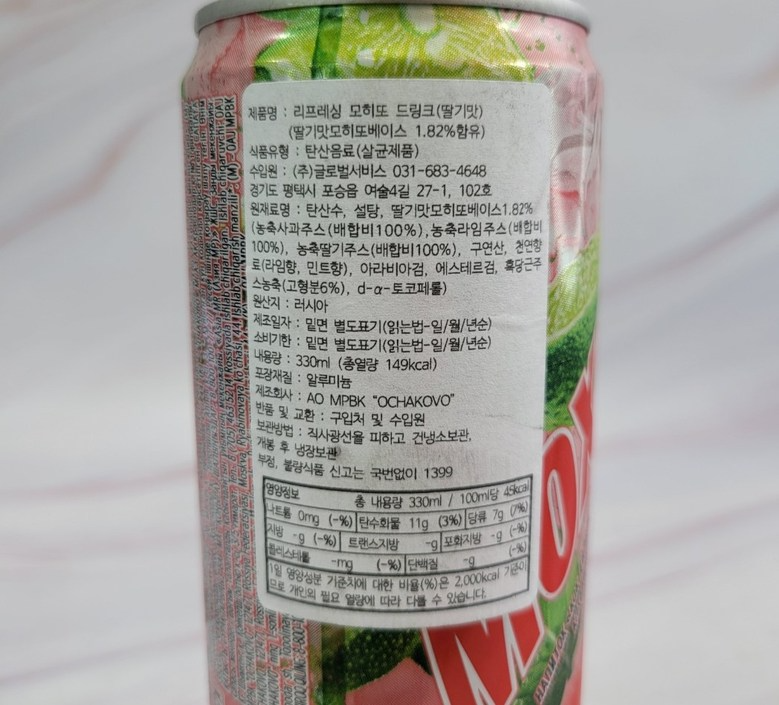 제품명 : 리프레싱 모히또 드링크(딸기맛)
(딸기맛모히또베이스 1.82%함유)
식품유형 : 탄산음료(살균제품)
수입원 : (주)글로벌서비스 031-683-4648
경기도 평택시 포승읍 여술4길 27-1, 102호
원재료명 : 탄산수, 설탕, 딸기맛모히또베이스1.82%
(농축사과주스(배합비100%),농축라임주스(배합비
100%), 농축딸기주스(배합비100%), 구연산, 천연향
료(라임향, 민트향), 아라비아검, 에스테르검, 흑당근주
스농축(고형분6%), d-α-토코페롤)
원산지 : 러시아
제조일자 : 밑면 별도표기(읽는법-일/월/년순)
소비기한 : 밑면 별도표기(읽는법-일/월/년순)
내용량 : 330ml (총열량 149kcal)
포장재질 : 알루미늄
제조회사 : AO MPBK "OCHAKOVO"
반품 및 교환 : 구입처 및 수입원
보관방법 : 직사광선을 피하고 건냉소보관,
개봉 후 냉장보관
부정, 불량식품 신고는 국번없이 1399
영양정보 총 내용량 330ml / 100ml당 45kcal
나트륨 0mg (-%) 탄수화물 11g (3%) 당류 7g (7%)
지방 -g (-%) 트랜스지방 -g 포화지방 -g (-%)
콜레스테롤 -mg (-%) 단백질 -g (-%)
1일 영양성분 기준치에 대한 비율(%)은 2,000kcal 기준이
므로 개인의 필요 열량에 따라 다를 수 있습니다.
MO